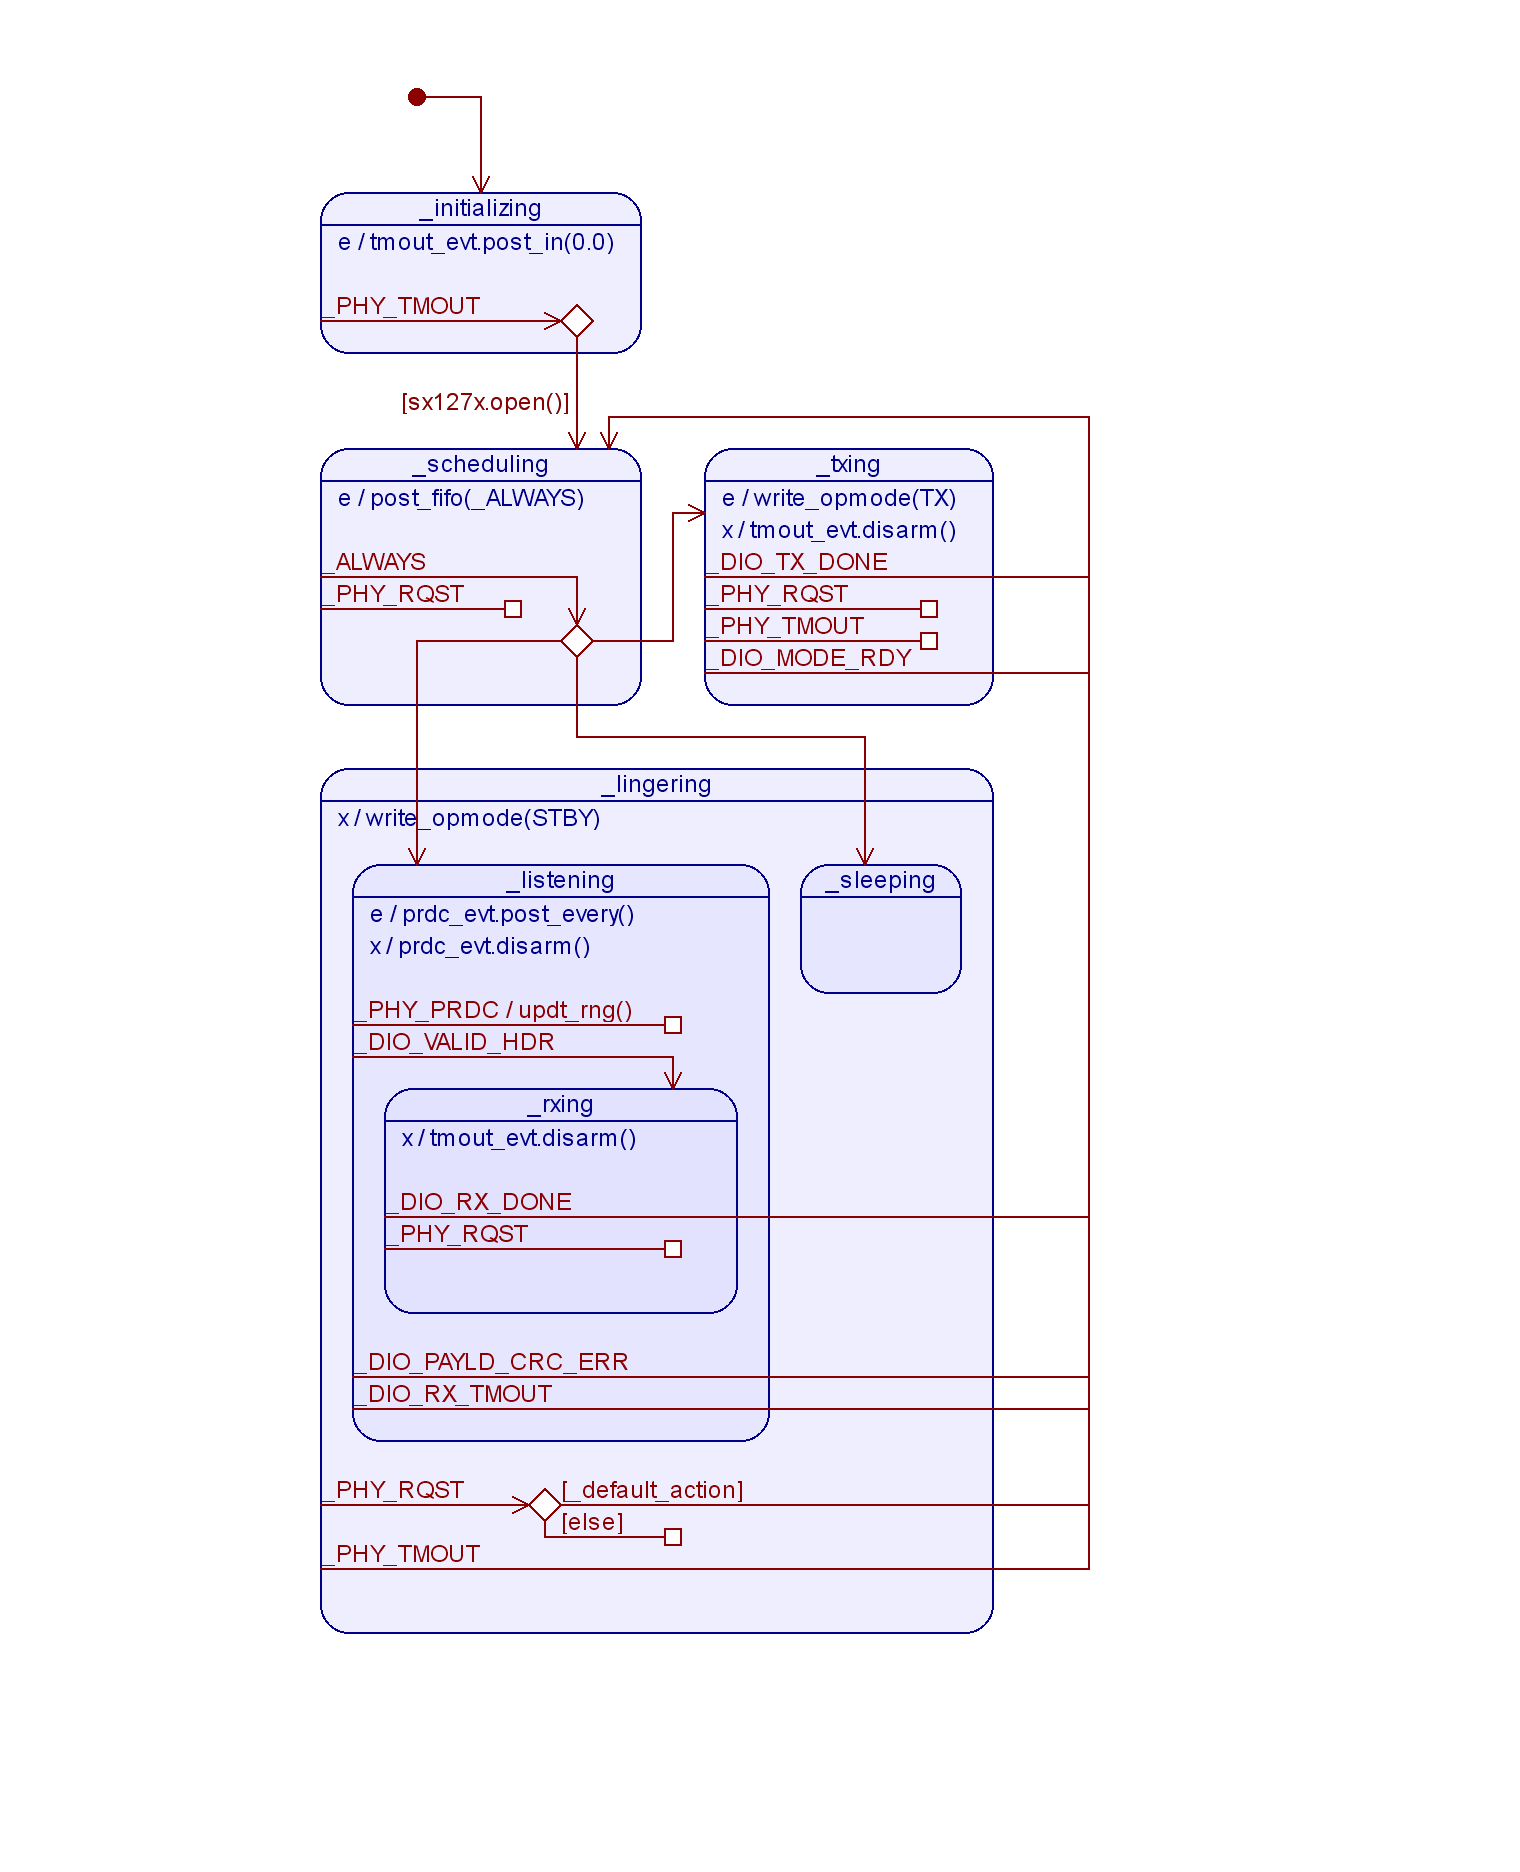 _initializing
e / tmout_evt.post_in(0.0)
_PHY_TMOUT
[sx127x.open()]
_scheduling
e / post_fifo(_ALWAYS)
_ALWAYS
_PHY_RQST
_txing
e / write_opmode(TX)
x / tmout_evt.disarm()
_DIO_TX_DONE
_PHY_RQST
_PHY_TMOUT
_DIO_MODE_RDY
_lingering
x / write_opmode(STBY)
_listening
e / prdc_evt.post_every()
x / prdc_evt.disarm()
_PHY_PRDC / updt_rng()
_DIO_VALID_HDR
_rxing
x / tmout_evt.disarm()
_DIO_RX_DONE
_PHY_RQST
_DIO_PAYLD_CRC_ERR
_DIO_RX_TMOUT
_sleeping
_PHY_RQST
[_default_action]
[else]
_PHY_TMOUT